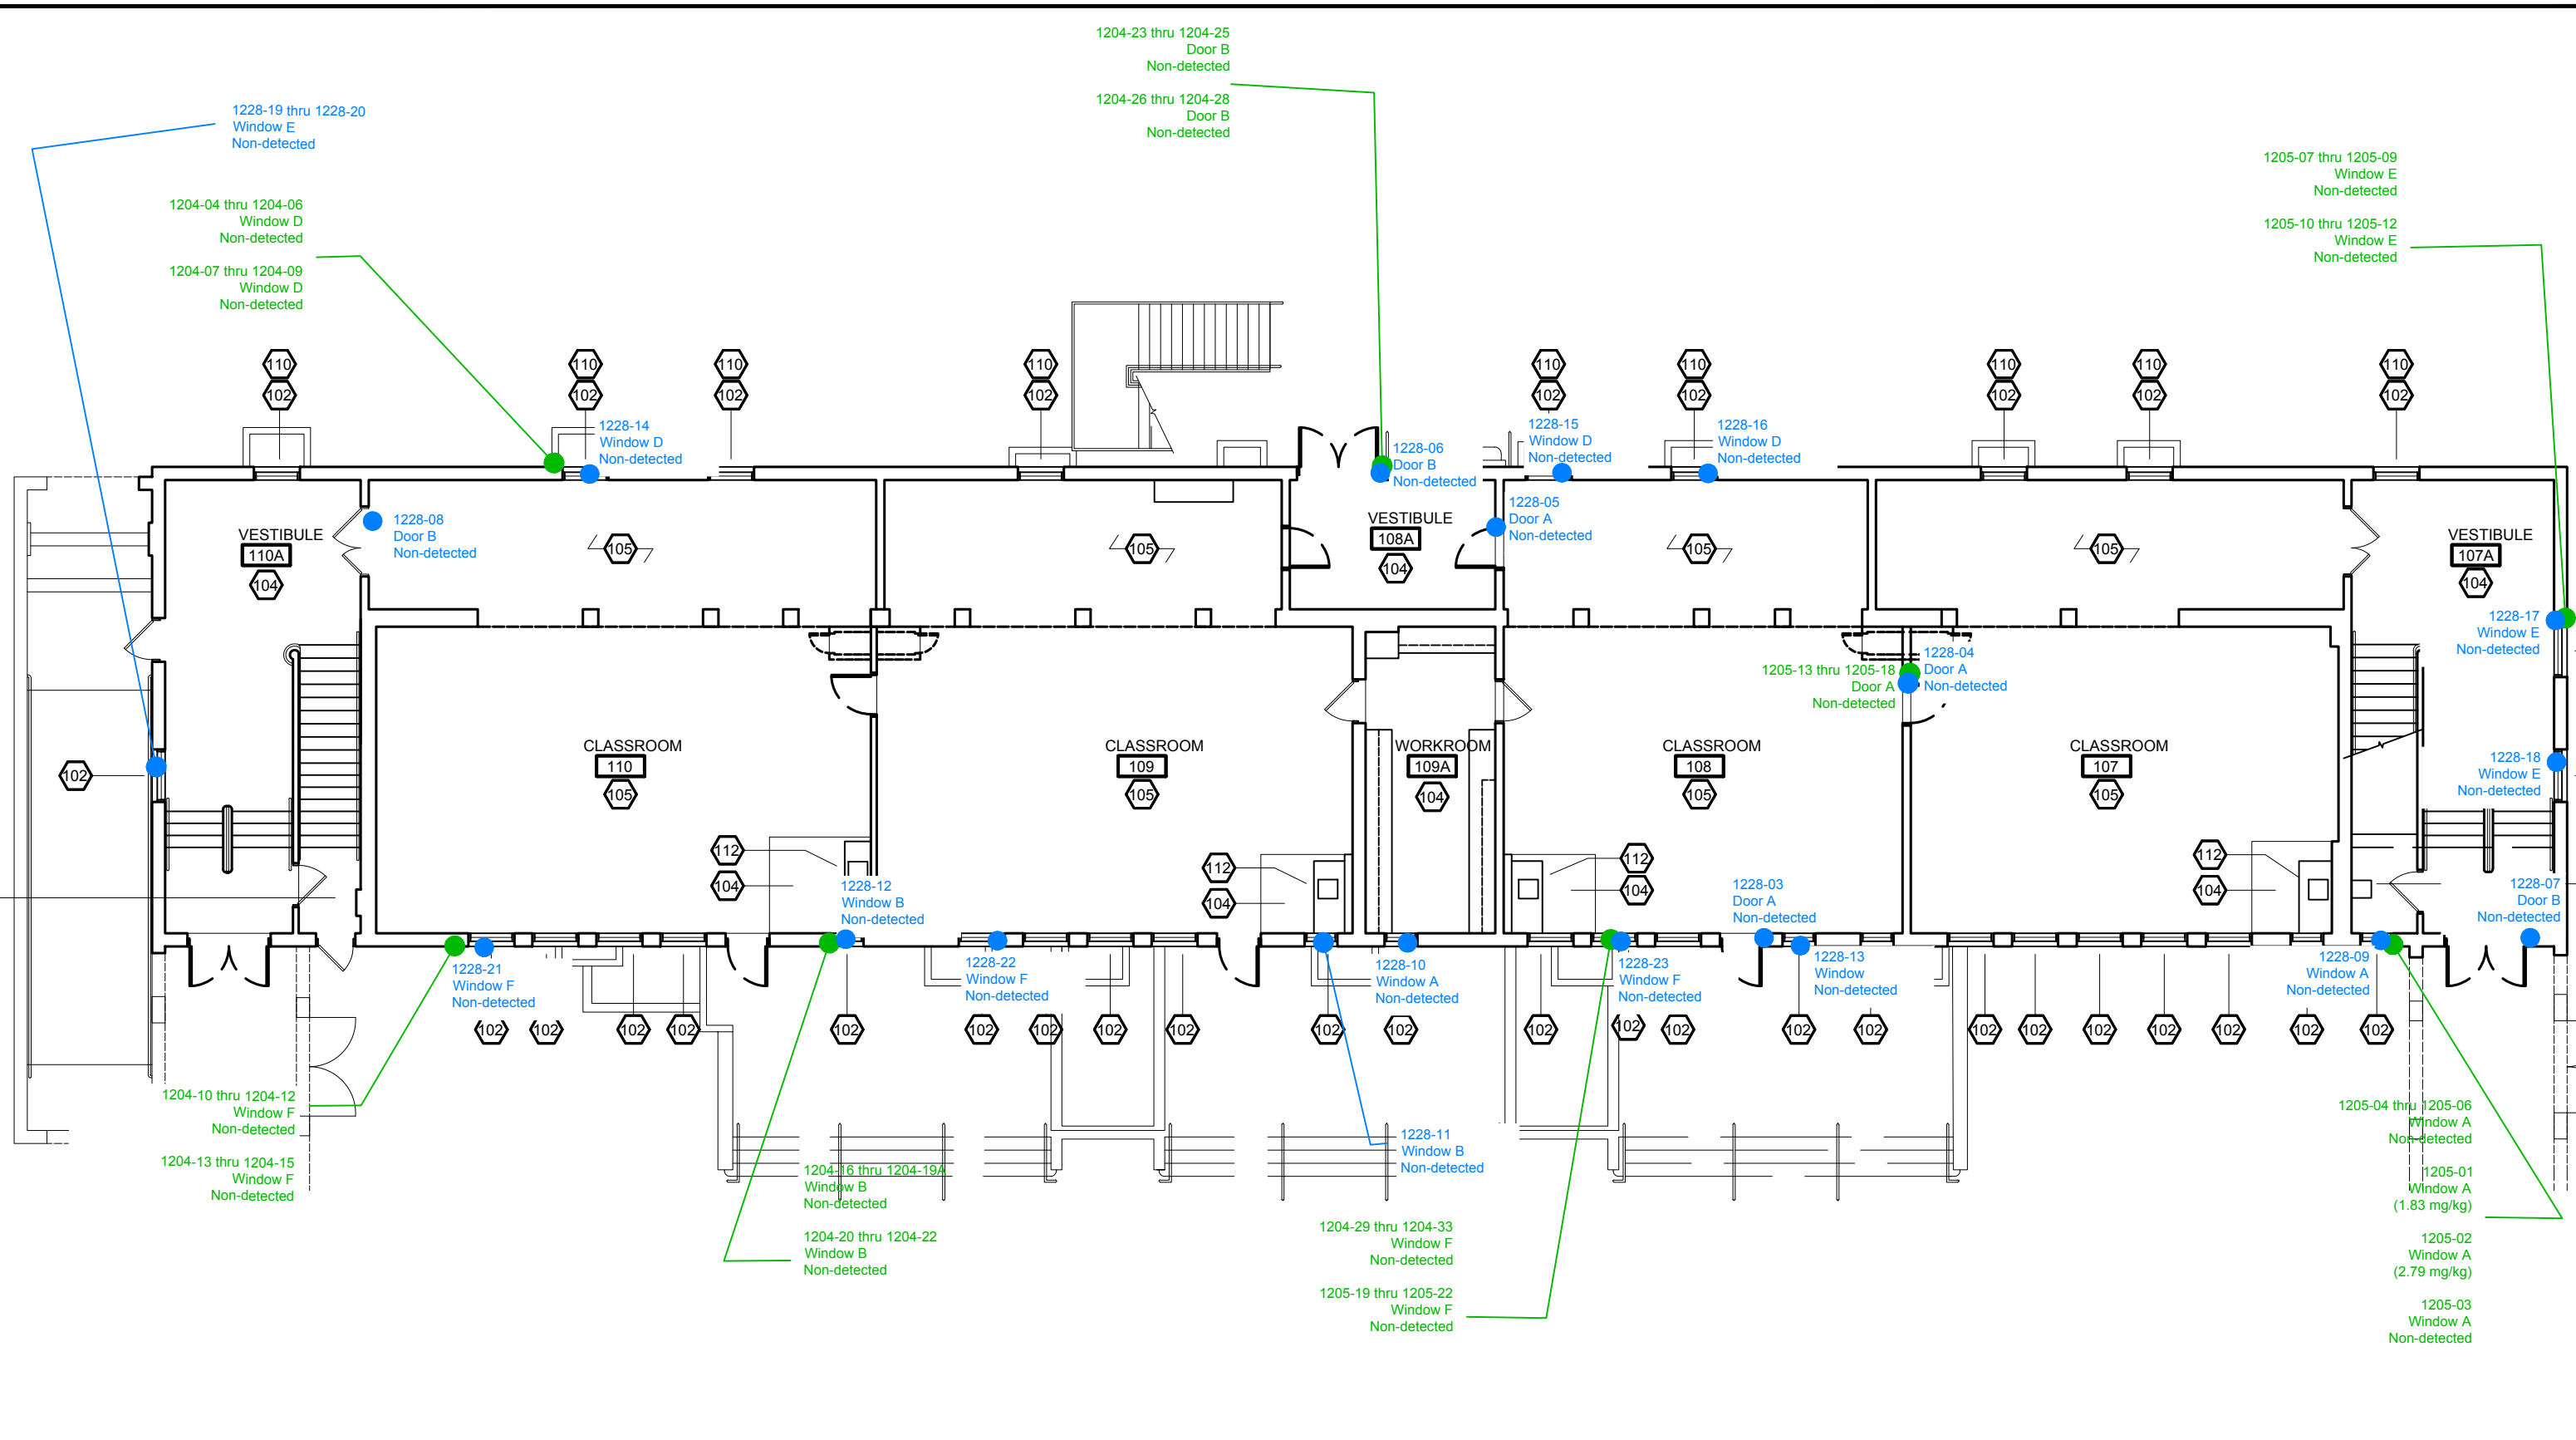 1204-23 thru 1204-25
Door B
Non-detected
1204-26 thru 1204-28
Door B
Non-detected
1228-19 thru 1228-20
Window E
Non-detected
1205-07 thru 1205-09
Window E
Non-detected
1205-10 thru 1205-12
Window E
Non-detected
1204-04 thru 1204-06
Window D
Non-detected
1204-07 thru 1204-09
Window D
Non-detected
110 110 110 110 110 110 110 110 110
102 102 102 102 102 102 102 102 102
1228-14
Window D
Non-detected
1228-06
Door B
Non-detected
1228-15
Window D
Non-detected
1228-16
Window D
Non-detected
1228-08
Door B
Non-detected
1228-05
Door A
Non-detected
VESTIBULE
110A
104
105
105
VESTIBULE
108A
104
105
105
VESTIBULE
107A
104
1228-17
Window E
Non-detected
1205-13 thru 1205-18
Door A
Non-detected
1228-04
Door A
Non-detected
102
CLASSROOM
110
105
CLASSROOM
109
105
WORKROOM
109A
104
CLASSROOM
108
105
CLASSROOM
107
105
1228-18
Window E
Non-detected
112
104
112
104
112
104
112
104
1228-12
Window B
Non-detected
1228-03
Door A
Non-detected
1228-07
Door B
Non-detected
1228-21
Window F
Non-detected
1228-22
Window F
Non-detected
1228-10
Window A
Non-detected
1228-23
Window F
Non-detected
1228-13
Window
Non-detected
1228-09
Window A
Non-detected
102 102 102 102 102 102 102 102 102 102 102 102 102 102 102 102 102 102 102 102 102 102 102
1204-10 thru 1204-12
Window F
Non-detected
1204-13 thru 1204-15
Window F
Non-detected
1204-16 thru 1204-19A
Window B
Non-detected
1204-20 thru 1204-22
Window B
Non-detected
1228-11
Window B
Non-detected
1204-29 thru 1204-33
Window F
Non-detected
1205-19 thru 1205-22
Window F
Non-detected
1205-04 thru 1205-06
Window A
Non-detected
1205-01
Window A
(1.83 mg/kg)
1205-02
Window A
(2.79 mg/kg)
1205-03
Window A
Non-detected